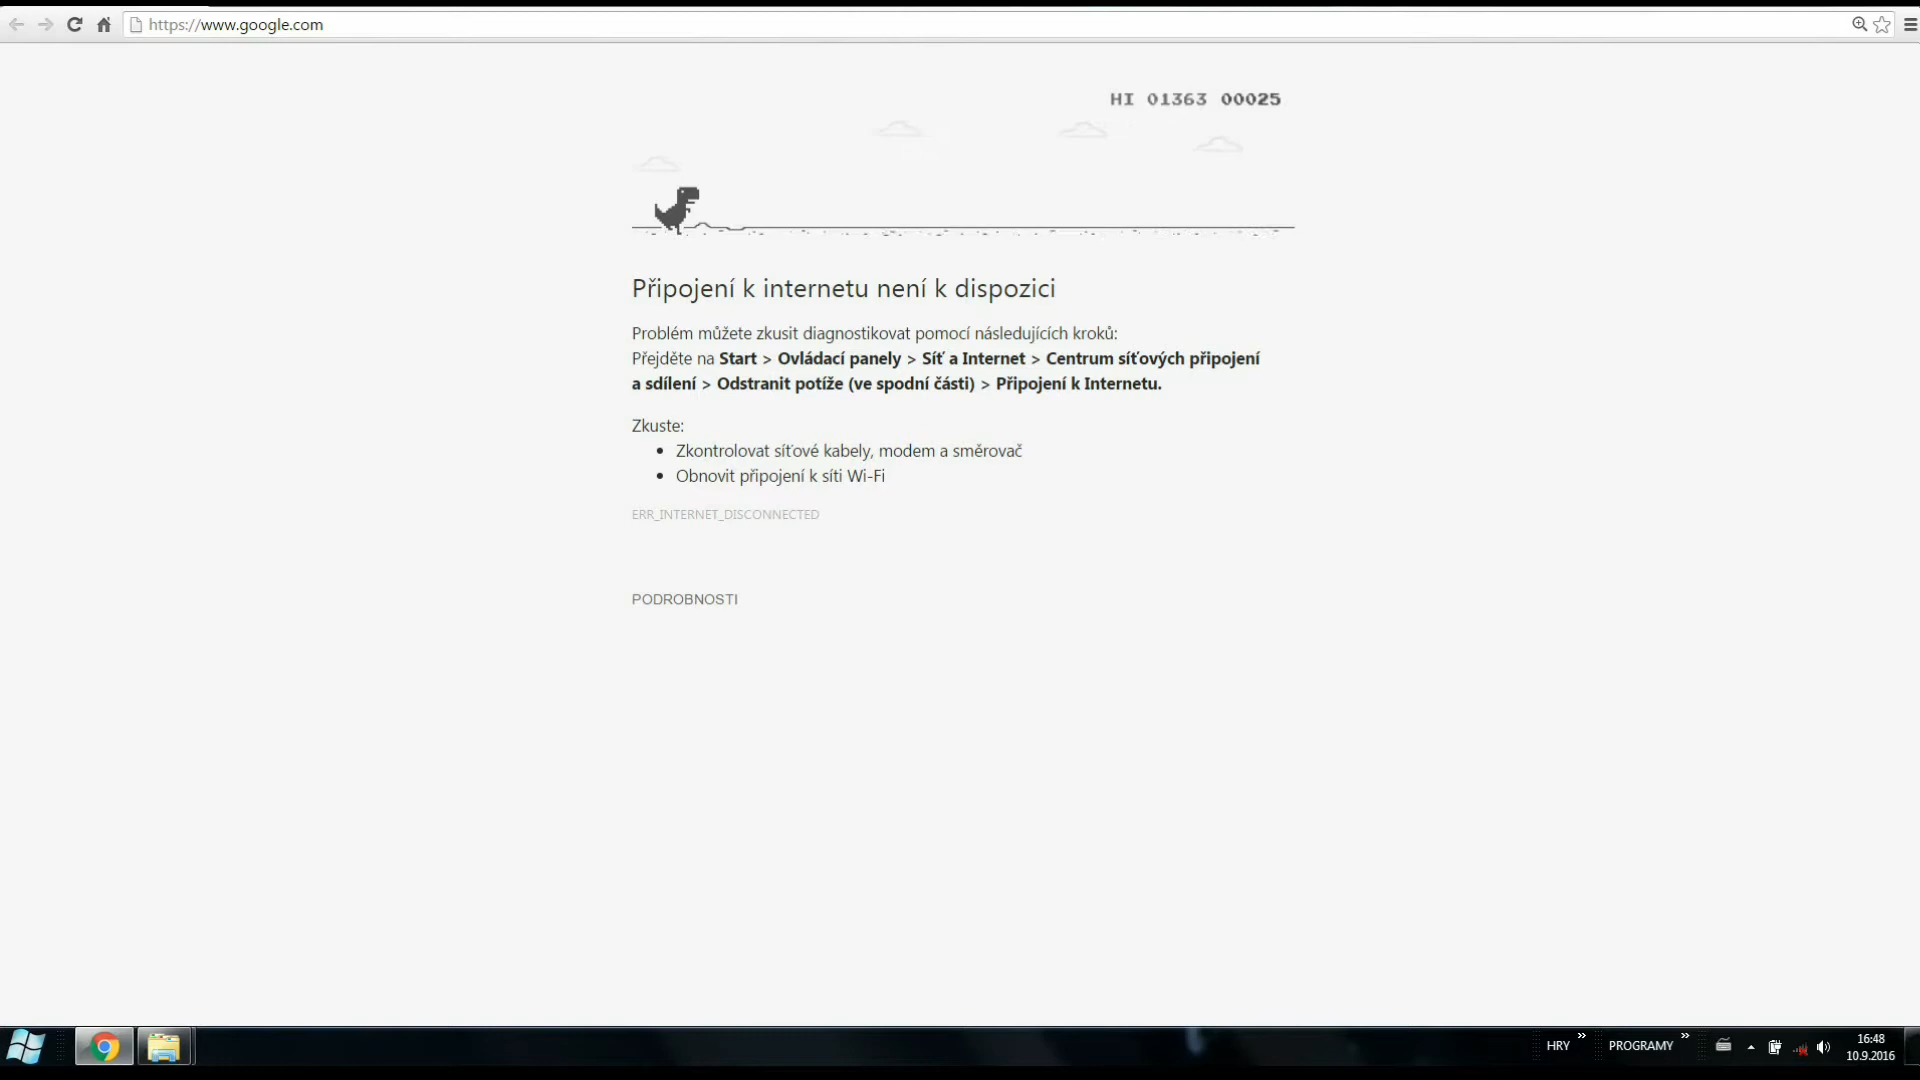 https://www.google.com
HI 01363 00025
Připojení k internetu není k dispozici
Problém můžete zkusit diagnostikovat pomocí následujících kroků:
Přejděte na Start > Ovládací panely > Síť a Internet > Centrum síťových připojení
a sdílení > Odstranit potíže (ve spodní části) > Připojení k Internetu.
Zkuste:
• Zkontrolovat síťové kabely, modem a směrovač
• Obnovit připojení k síti Wi-Fi
ERR_INTERNET_DISCONNECTED
PODROBNOSTI
HRY » PROGRAMY »
16:48
10.9.2016